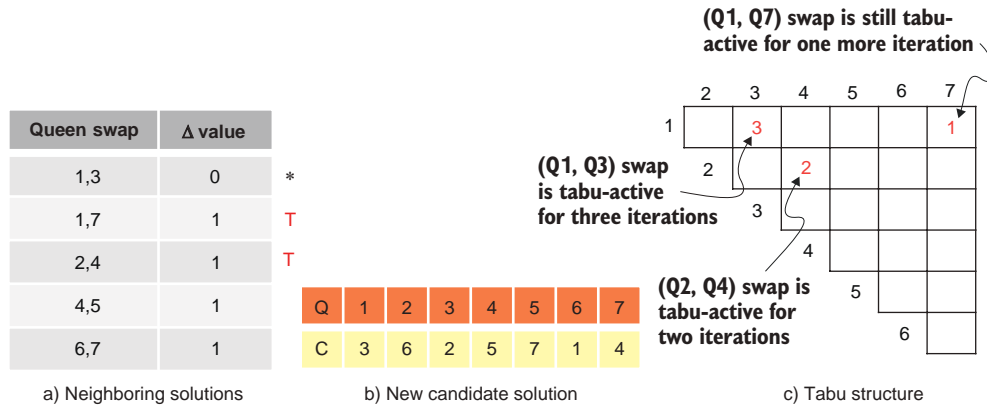 (Q1, Q7) swap is still tabu-
active for one more iteration
Queen swap Δ value
1,3 0 *
1,7 1 T
2,4 1 T
4,5 1
6,7 1
a) Neighboring solutions
Q 1 2 3 4 5 6 7
C 3 6 2 5 7 1 4
b) New candidate solution
2 3 4 5 6 7
1 3 1
2 2
3
4
5
6
(Q1, Q3) swap
is tabu-active
for three iterations
(Q2, Q4) swap is
tabu-active for
two iterations
c) Tabu structure